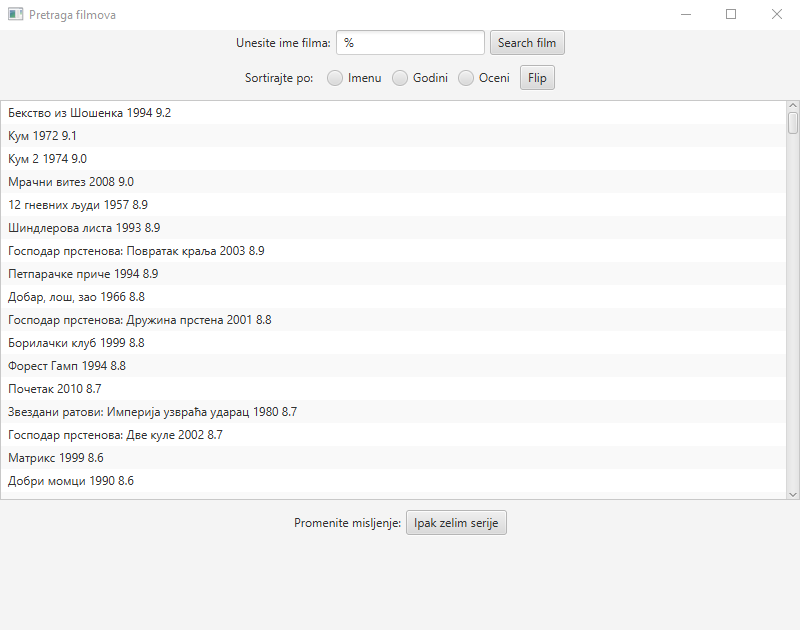 Pretraga filmova
Unesite ime filma: % Search film
Sortirajte po: Imenu Godini Oceni Flip
Бекство из Шошенка 1994 9.2
Кум 1972 9.1
Кум 2 1974 9.0
Мрачни витез 2008 9.0
12 гневних људи 1957 8.9
Шиндлерова листа 1993 8.9
Господар прстенова: Повратак краља 2003 8.9
Петпарачке приче 1994 8.9
Добар, лош, зао 1966 8.8
Господар прстенова: Дружина прстена 2001 8.8
Борилачки клуб 1999 8.8
Форест Гамп 1994 8.8
Почетак 2010 8.7
Звездани ратови: Империја узвраћа ударац 1980 8.7
Господар прстенова: Две куле 2002 8.7
Матрикс 1999 8.6
Добри момци 1990 8.6
Promenite misljenje: Ipak zelim serije